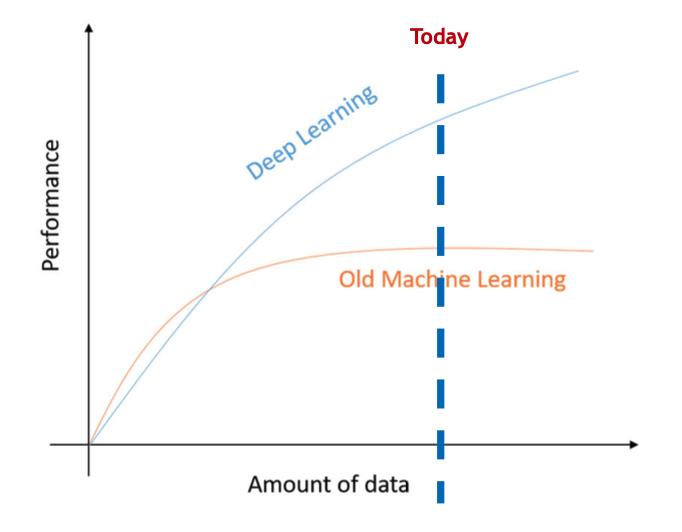 Today
Deep Learning
Performance
Old Machine Learning
Amount of data